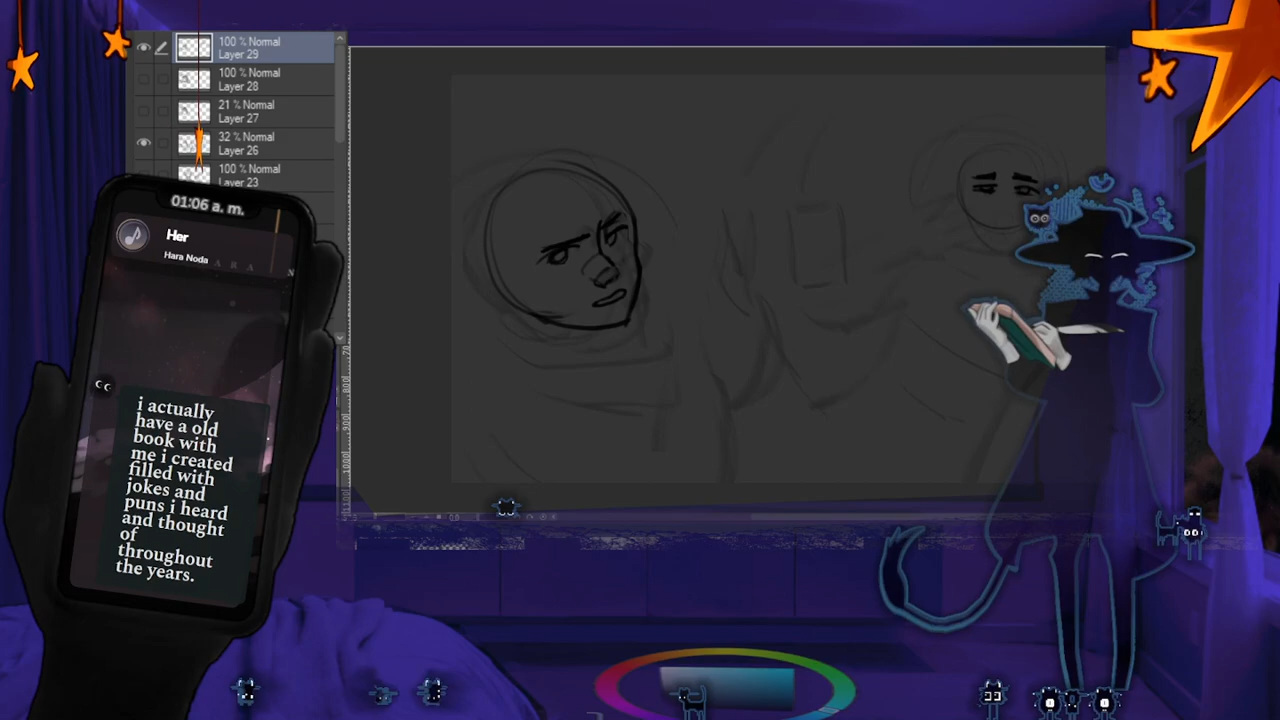 100 % Normal
Layer 29
100 % Normal
Layer 28
21 % Normal
Layer 27
32 % Normal
Layer 26
100 % Normal
Layer 23
01:06 a. m.
Her
Hara Noda
i actually
have a old
book with
me i created
filled with
jokes and
puns i heard
and thought
of
throughout
the years.